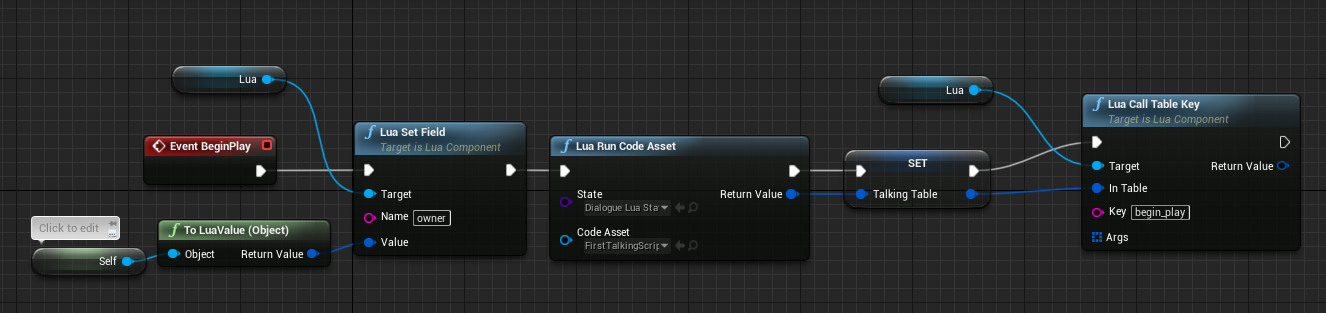 Lua
Lua
Lua Call Table Key
Target is Lua Component
Event BeginPlay
Lua Set Field
Target is Lua Component
Lua Run Code Asset
SET
Target
Return Value
Target
State
Return Value
Talking Table
In Table
Dialogue Lua Sta
Name owner
Key begin_play
Click to edit
To LuaValue (Object)
Code Asset
Value
FirstTalkingScrip
Args
Self
Object
Return Value